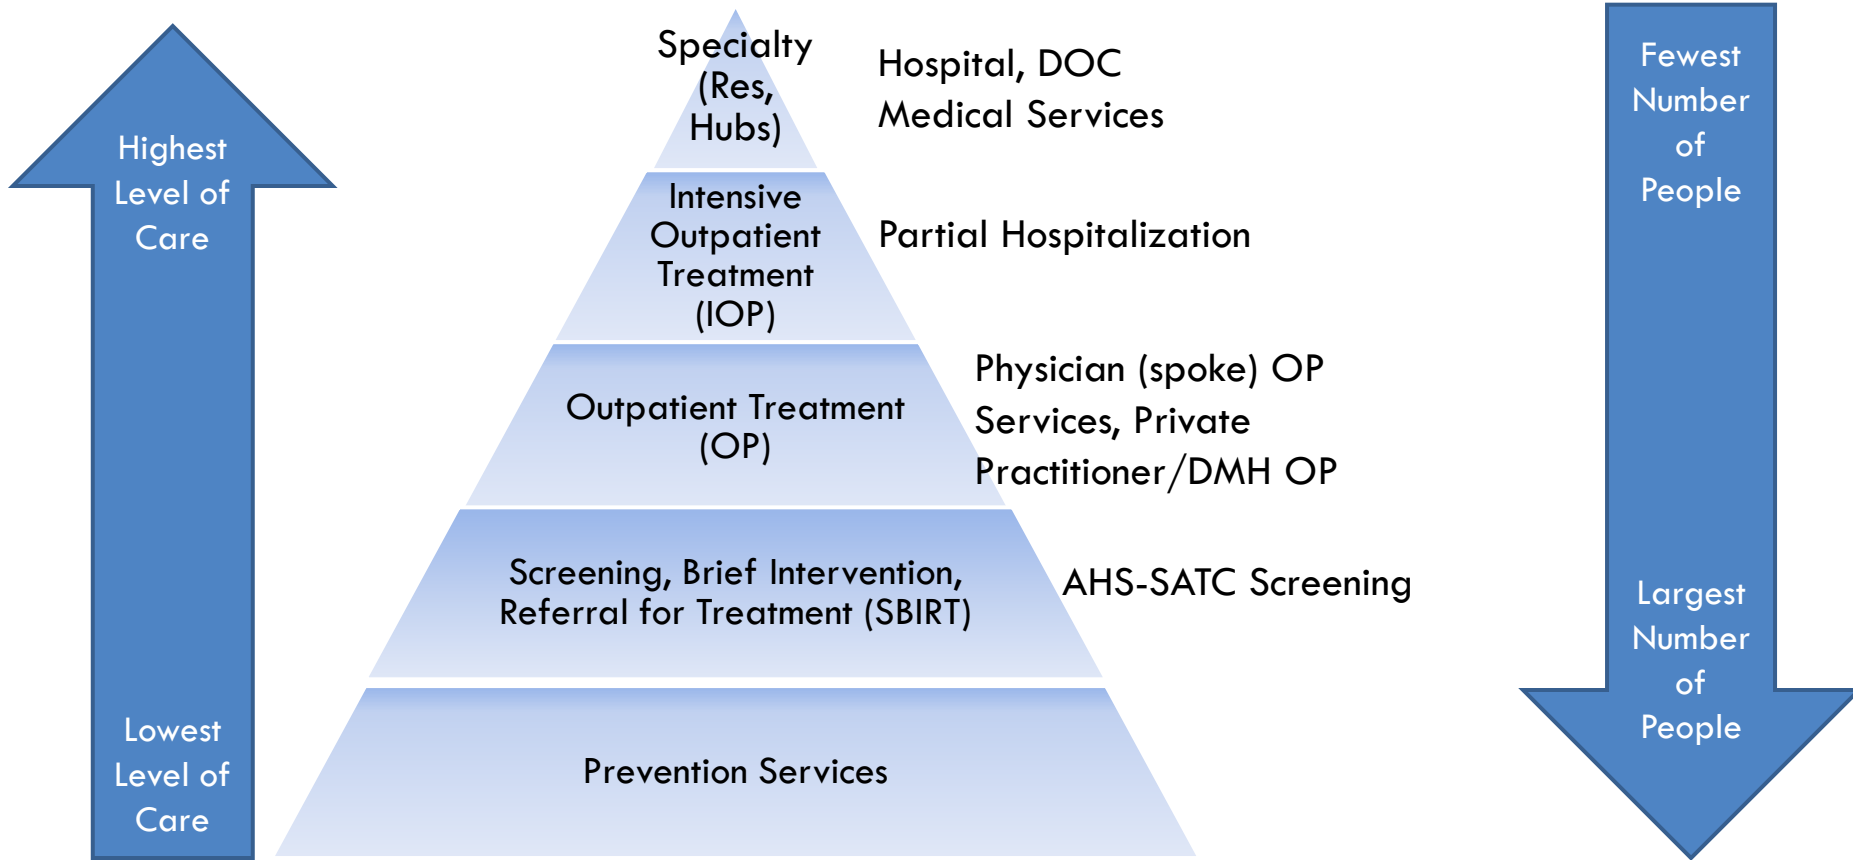 Highest
Level of
Care
Lowest
Level of
Care
Specialty
(Res,
Hubs)
Hospital, DOC
Medical Services
Intensive
Outpatient
Treatment
(IOP)
Partial Hospitalization
Outpatient Treatment
(OP)
Physician (spoke) OP
Services, Private
Practitioner/DMH OP
Screening, Brief Intervention,
Referral for Treatment (SBIRT)
AHS-SATC Screening
Prevention Services
Fewest
Number
of
People
Largest
Number
of
People